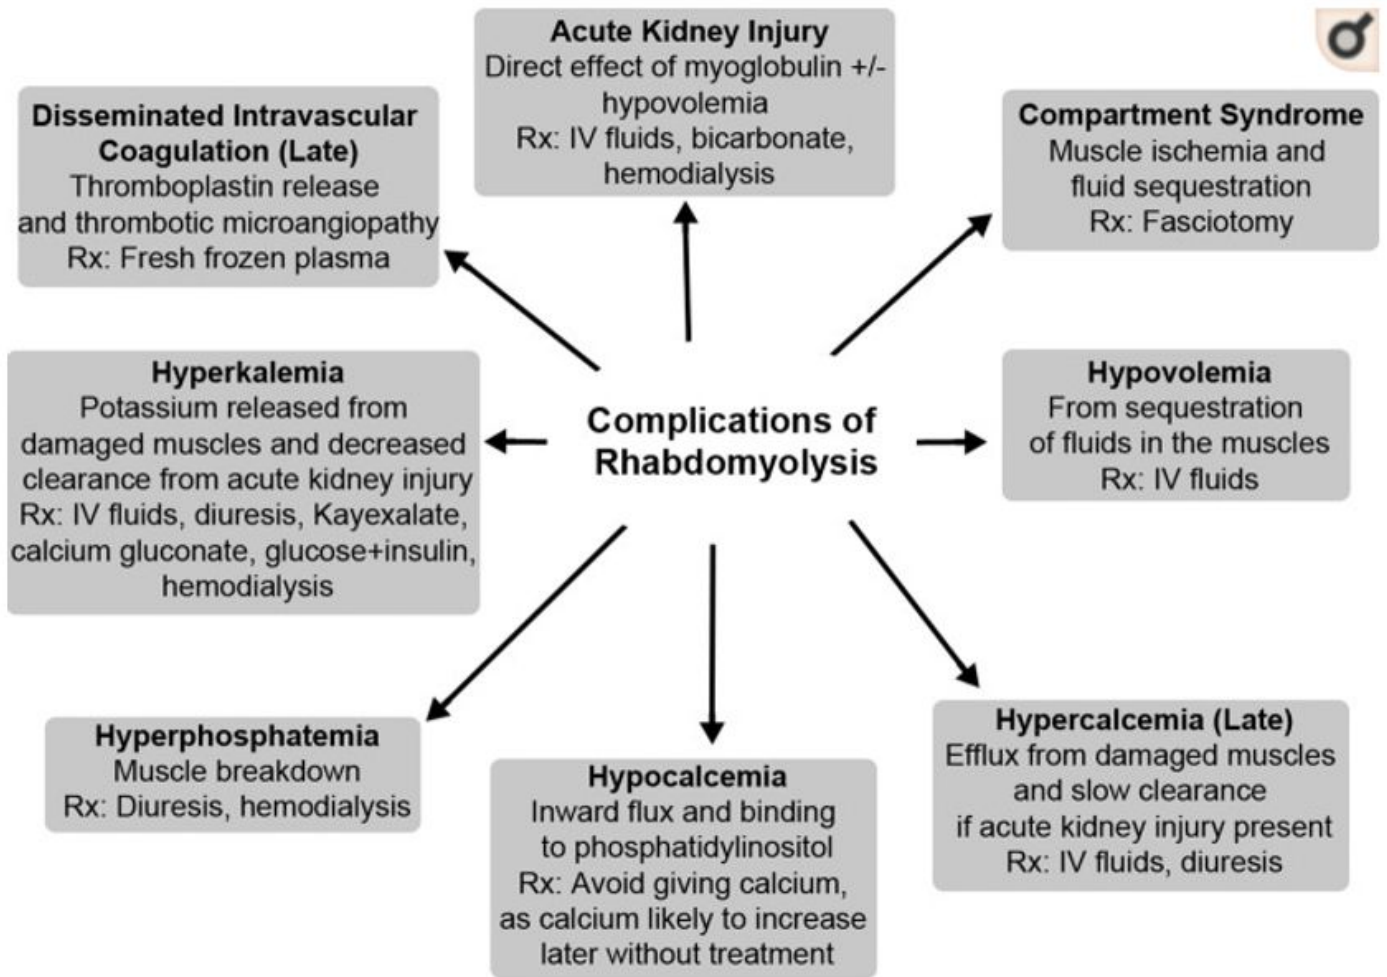 Acute Kidney Injury
Direct effect of myoglobulin +/-
hypovolemia
Rx: IV fluids, bicarbonate,
hemodialysis
Disseminated Intravascular
Coagulation (Late)
Thromboplastin release
and thrombotic microangiopathy
Rx: Fresh frozen plasma
Compartment Syndrome
Muscle ischemia and
fluid sequestration
Rx: Fasciotomy
Hyperkalemia
Potassium released from
damaged muscles and decreased
clearance from acute kidney injury
Rx: IV fluids, diuresis, Kayexalate,
calcium gluconate, glucose+insulin,
hemodialysis
Complications of
Rhabdomyolysis
Hypovolemia
From sequestration
of fluids in the muscles
Rx: IV fluids
Hyperphosphatemia
Muscle breakdown
Rx: Diuresis, hemodialysis
Hypocalcemia
Inward flux and binding
to phosphatidylinositol
Rx: Avoid giving calcium,
as calcium likely to increase
later without treatment
Hypercalcemia (Late)
Efflux from damaged muscles
and slow clearance
if acute kidney injury present
Rx: IV fluids, diuresis